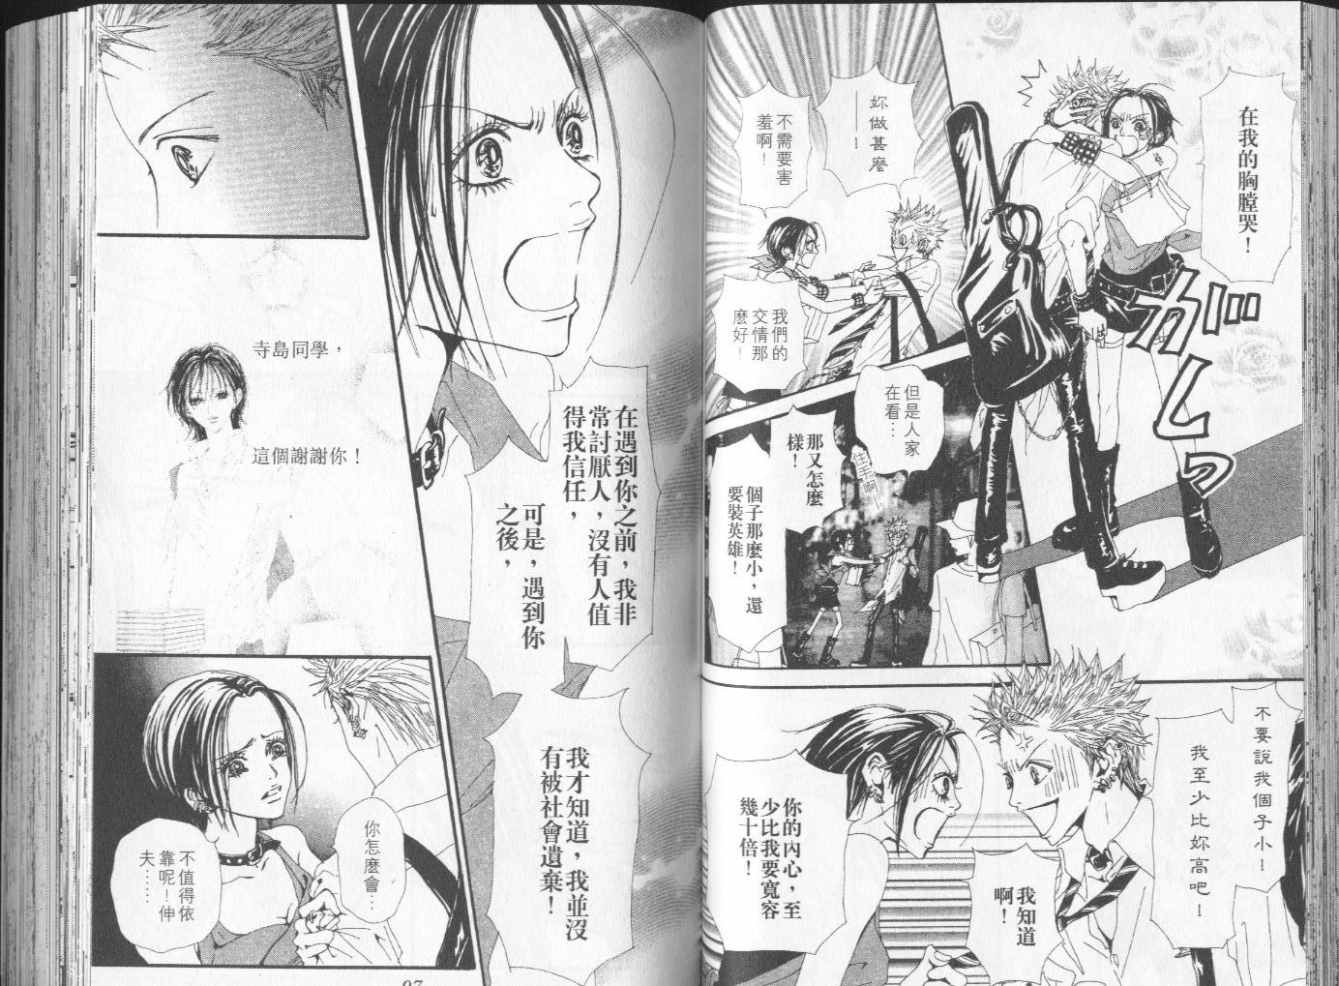 在我的胸膛哭！
ガしっ
妳做甚麼
——！
不需要害
羞啊！
我們的
交情那
麼好！
但是人家
在看…
住手啊
那又怎麼
樣！
個子那麼小，還
要裝英雄！
不要說我個子小！
我至少比妳高吧！
我知道
啊！
你的內心，至
少比我要寬容
幾十倍！
在遇到你之前，我非
常討厭人，沒有人值
得我信任，
可是，遇到你
之後，
我才知道，我並沒
有被社會遺棄！
寺島同學，
這個謝謝你！
你怎麼會…
不值得依
靠呢！伸
夫……
97